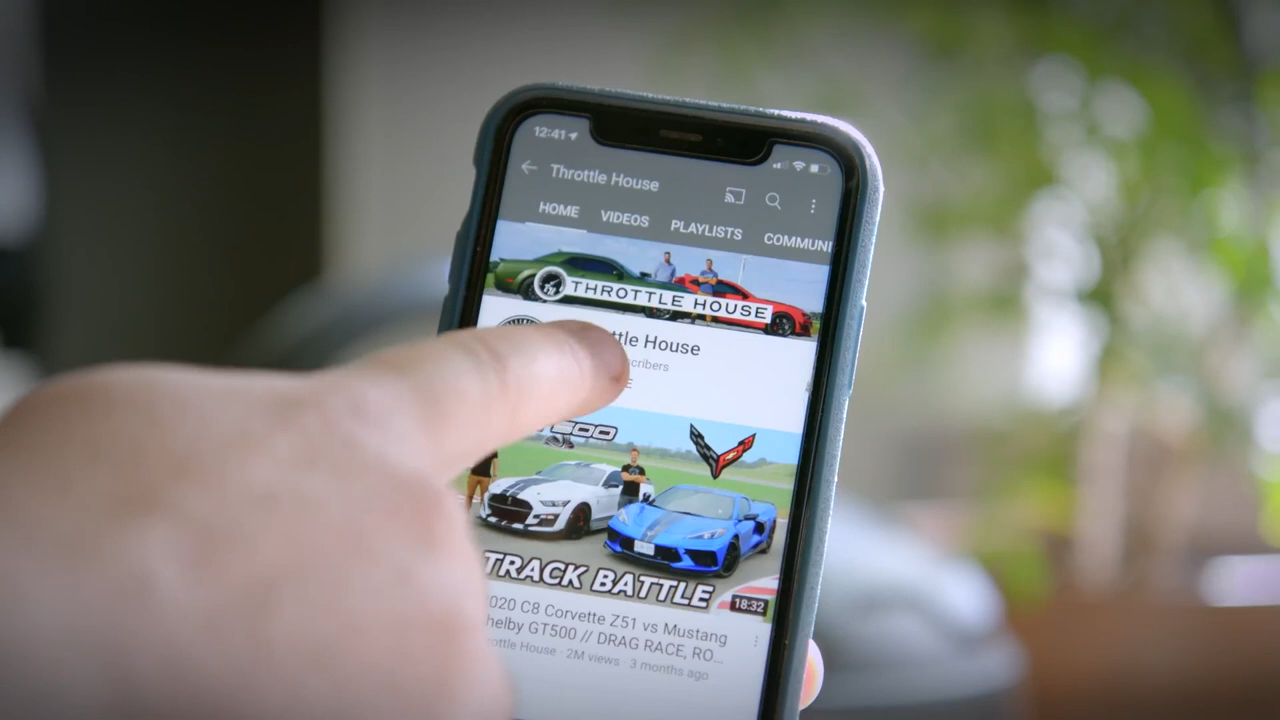 12:41
Throttle House
HOME VIDEOS PLAYLISTS COMMUNI
THROTTLE HOUSE
ttle House
cribers
TRACK BATTLE
18:32
020 C8 Corvette Z51 vs Mustang
helby GT500 // DRAG RACE, RO...
ottle House · 2M views · 3 months ago